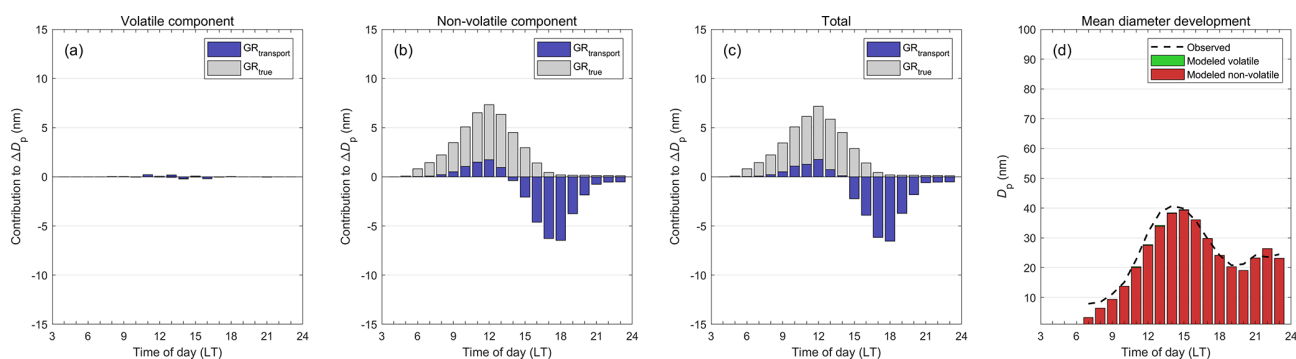 Volatile component
(a)
GRtransport
GRtrue
Contribution to ΔDp (nm)
15
10
5
0
-5
-10
-15
3 6 9 12 15 18 21 24
Time of day (LT)
Non-volatile component
(b)
GRtransport
GRtrue
Contribution to ΔDp (nm)
15
10
5
0
-5
-10
-15
3 6 9 12 15 18 21 24
Time of day (LT)
Total
(c)
GRtransport
GRtrue
Contribution to ΔDp (nm)
15
10
5
0
-5
-10
-15
3 6 9 12 15 18 21 24
Time of day (LT)
Mean diameter development
(d)
Observed
Modeled volatile
Modeled non-volatile
Dp (nm)
100
90
80
70
60
50
40
30
20
10
3 6 9 12 15 18 21 24
Time of day (LT)